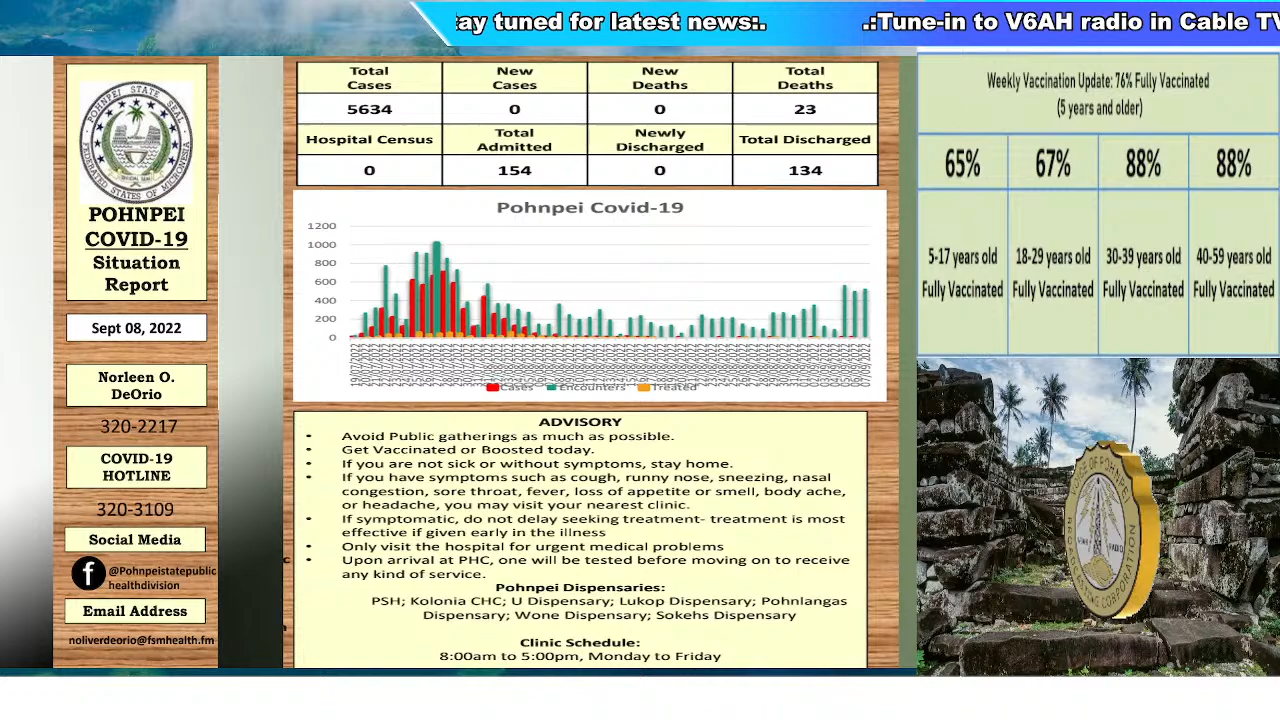 ay tuned for latest news:. .:Tune-in to V6AH radio in Cable TV
POHNPEI STATE SEAL
FEDERATED STATES OF MICRONESIA
POHNPEI
COVID-19
Situation
Report
Sept 08, 2022
Norleen O.
DeOrio
320-2217
COVID-19
HOTLINE
320-3109
Social Media
f @Pohnpeistatepublic
healthdivision
Email Address
noliverdeorio@fsmhealth.fm
Total Cases New Cases New Deaths Total Deaths
5634 0 0 23
Hospital Census Total Admitted Newly Discharged Total Discharged
0 154 0 134
Pohnpei Covid-19
1200
1000
800
600
400
200
0
Cases Encounters Treated
ADVISORY
• Avoid Public gatherings as much as possible.
• Get Vaccinated or Boosted today.
• If you are not sick or without symptoms, stay home.
• If you have symptoms such as cough, runny nose, sneezing, nasal
congestion, sore throat, fever, loss of appetite or smell, body ache,
or headache, you may visit your nearest clinic.
• If symptomatic, do not delay seeking treatment- treatment is most
effective if given early in the illness
• Only visit the hospital for urgent medical problems
• Upon arrival at PHC, one will be tested before moving on to receive
any kind of service.
Pohnpei Dispensaries:
PSH; Kolonia CHC; U Dispensary; Lukop Dispensary; Pohnlangas
Dispensary; Wone Dispensary; Sokehs Dispensary
Clinic Schedule:
8:00am to 5:00pm, Monday to Friday
Weekly Vaccination Update: 76% Fully Vaccinated
(5 years and older)
65% 67% 88% 88%
5-17 years old 18-29 years old 30-39 years old 40-59 years old
Fully Vaccinated Fully Vaccinated Fully Vaccinated Fully Vaccinated
OF POHNPEI
V6AH RADIO
CORPORATION